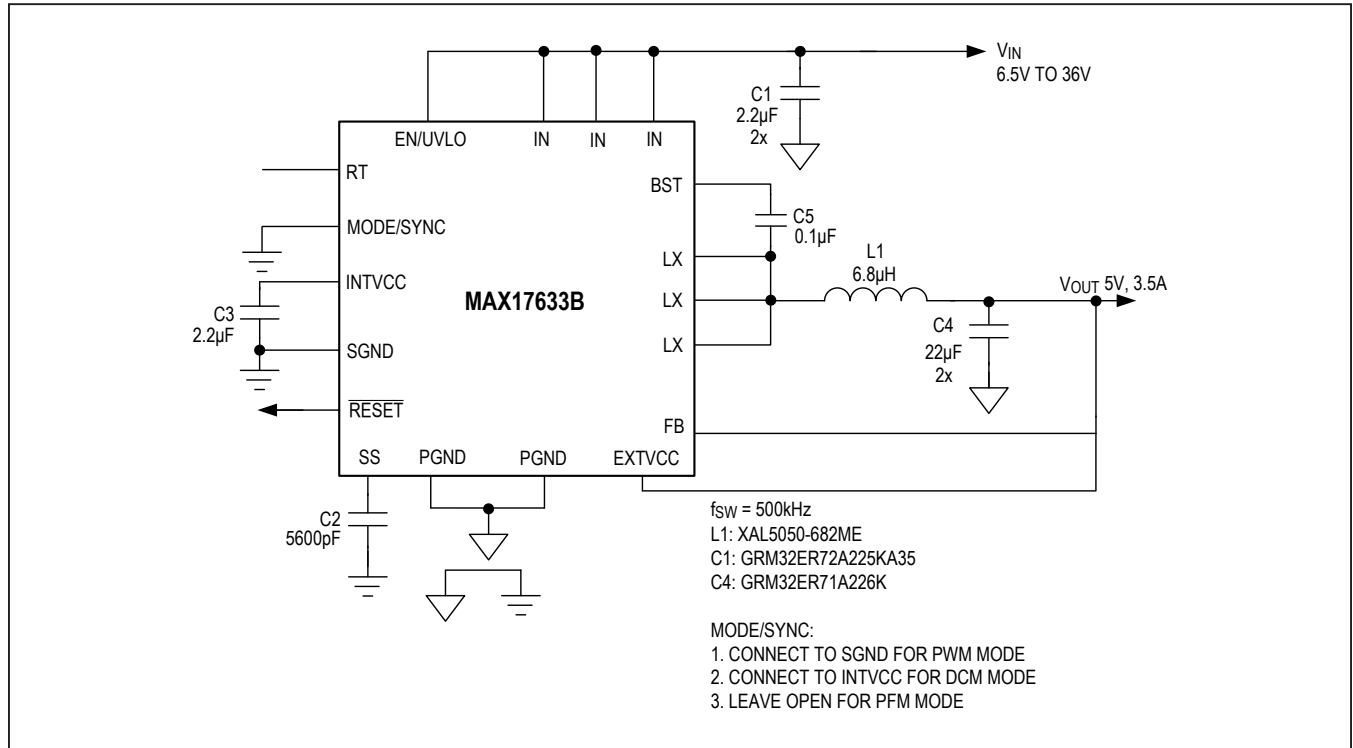 VIN
6.5V TO 36V
C1
2.2µF
2x
EN/UVLO
IN
IN
IN
RT
BST
MODE/SYNC
C5
0.1µF
LX
L1
6.8µH
INTVCC
MAX17633B
LX
VOUT 5V, 3.5A
C3
2.2µF
C4
22µF
2x
SGND
LX
RESET
FB
SS
PGND
PGND
EXTVCC
C2
5600pF
fSW = 500kHz
L1: XAL5050-682ME
C1: GRM32ER72A225KA35
C4: GRM32ER71A226K
MODE/SYNC:
1. CONNECT TO SGND FOR PWM MODE
2. CONNECT TO INTVCC FOR DCM MODE
3. LEAVE OPEN FOR PFM MODE